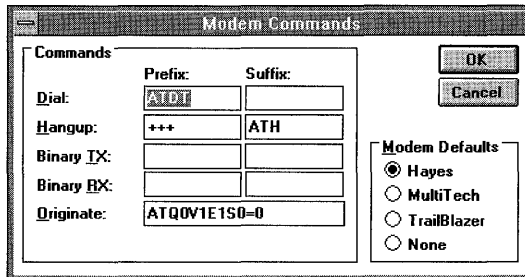 Modem Commands
Commands
Prefix: Suffix:
Dial: ATDT
Hangup: +++ ATH
Binary TX:
Binary RX:
Originate: ATQ0V1E1S0=0
OK
Cancel
Modem Defaults
Hayes
MultiTech
TrailBlazer
None